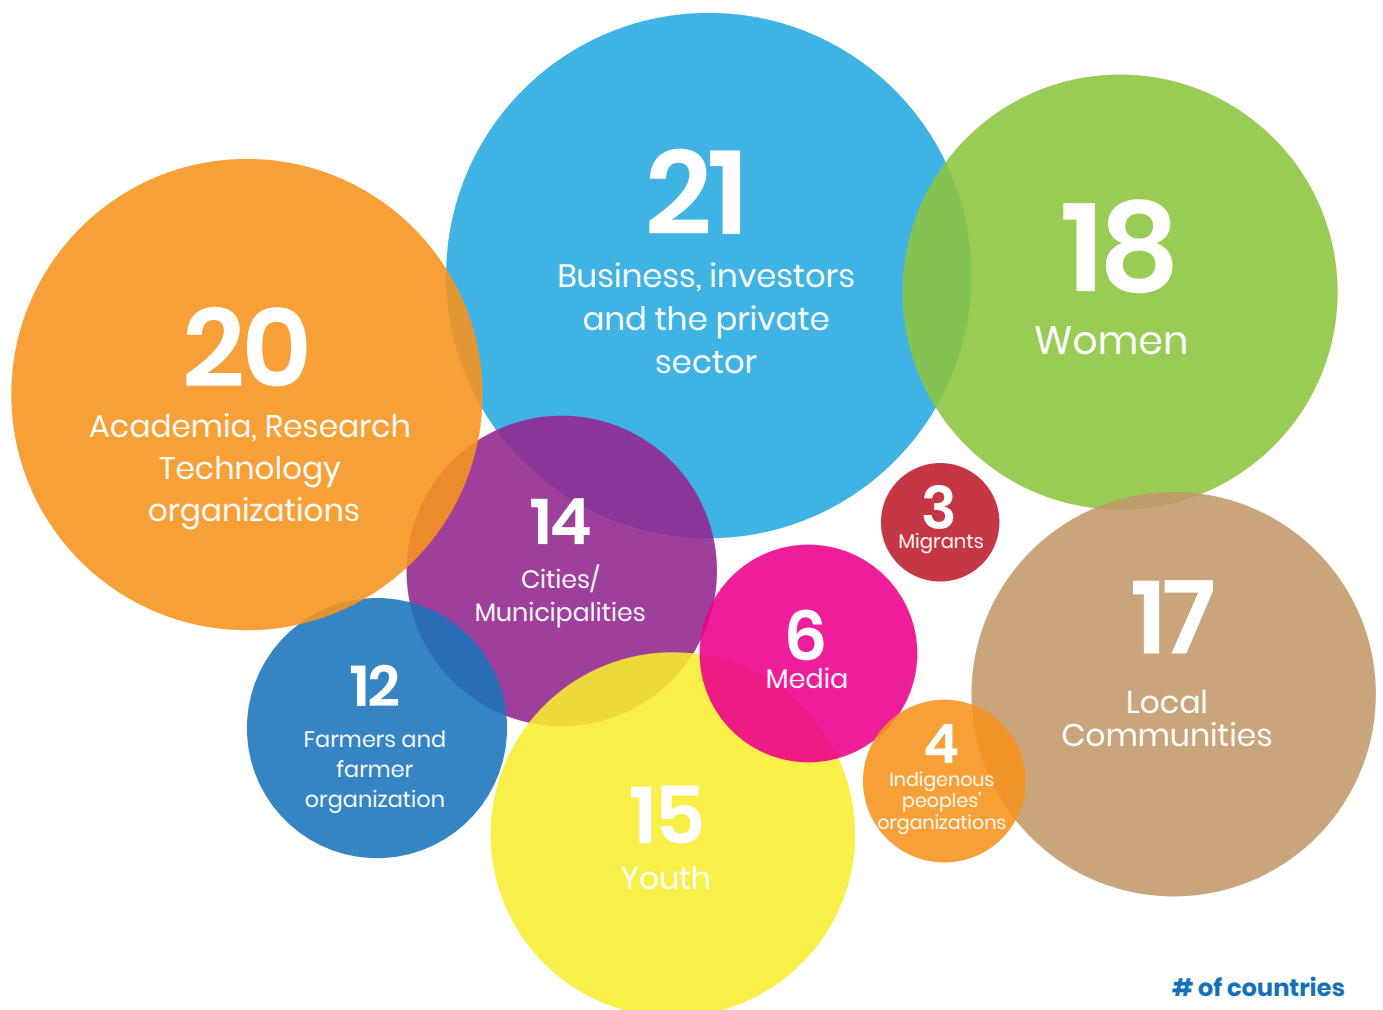 21
Business, investors
and the private
sector
18
Women
20
Academia, Research
Technology
organizations
14
Cities/
Municipalities
3
Migrants
6
Media
17
Local
Communities
12
Farmers and
farmer
organization
4
Indigenous
peoples’
organizations
15
Youth
# of countries